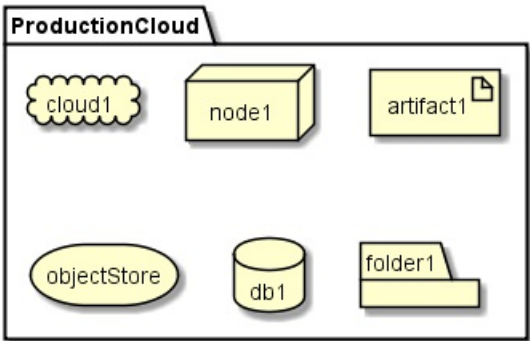 ProductionCloud
cloud1
node1
artifact1
objectStore
db1
folder1